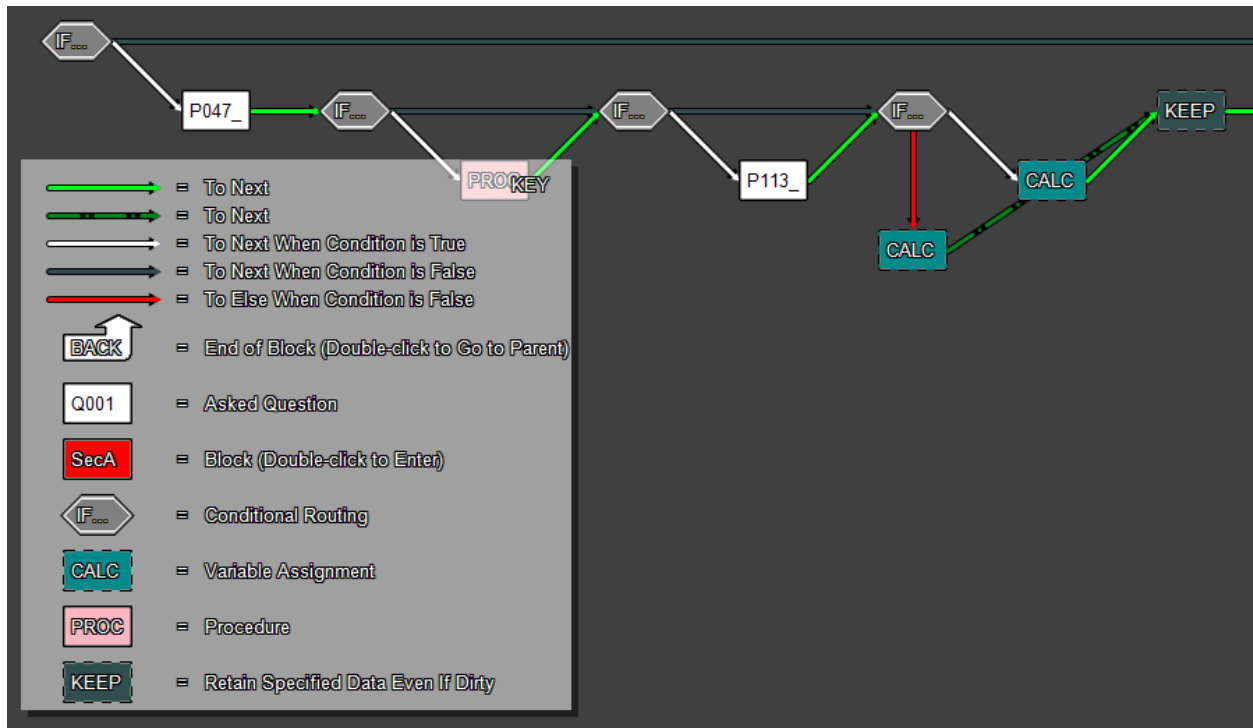 IF...
P047_ IF... IF... IF... KEEP
PROC KEY P113_ CALC
CALC
= To Next
= To Next
= To Next When Condition is True
= To Next When Condition is False
= To Else When Condition is False
BACK = End of Block (Double-click to Go to Parent)
Q001 = Asked Question
SecA = Block (Double-click to Enter)
IF... = Conditional Routing
CALC = Variable Assignment
PROC = Procedure
KEEP = Retain Specified Data Even If Dirty